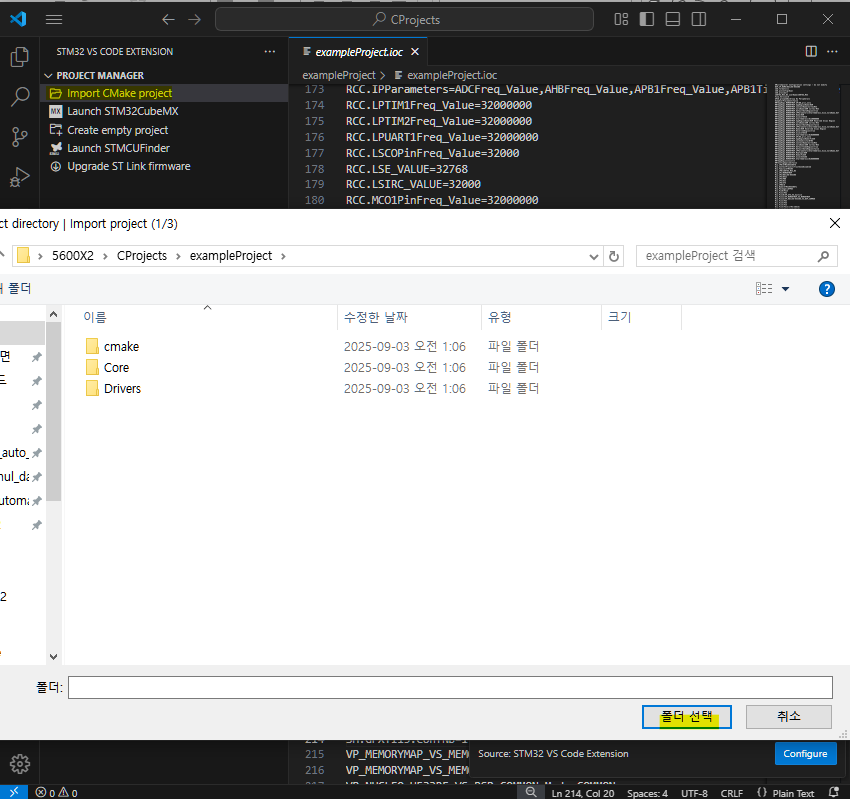 CProjects
STM32 VS CODE EXTENSION
PROJECT MANAGER
Import CMake project
MX Launch STM32CubeMX
Create empty project
Launch STMCUFinder
Upgrade ST Link firmware
exampleProject.ioc
exampleProject > exampleProject.ioc
173 RCC.IPParameters=ADCFreq_Value,AHBFreq_Value,APB1Freq_Value,APB1Ti
174 RCC.LPTIM1Freq_Value=32000000
175 RCC.LPTIM2Freq_Value=32000000
176 RCC.LPUART1Freq_Value=32000000
177 RCC.LSCOPinFreq_Value=32000
178 RCC.LSE_VALUE=32768
179 RCC.LSIRC_VALUE=32000
180 RCC.MCO1PinFreq_Value=32000000
ct directory | Import project (1/3)
5600X2 > CProjects > exampleProject >
exampleProject 검색
폴더
이름 수정한 날짜 유형 크기
cmake 2025-09-03 오전 1:06 파일 폴더
Core 2025-09-03 오전 1:06 파일 폴더
Drivers 2025-09-03 오전 1:06 파일 폴더
면
드
_auto_
nul_da
utoma
2
폴더:
폴더 선택 취소
215 VP_MEMORYMAP_VS_MEM
216 VP_MEMORYMAP_VS_MEM
Source: STM32 VS Code Extension
Configure
0 0
Ln 214, Col 20 Spaces: 4 UTF-8 CRLF {} Plain Text